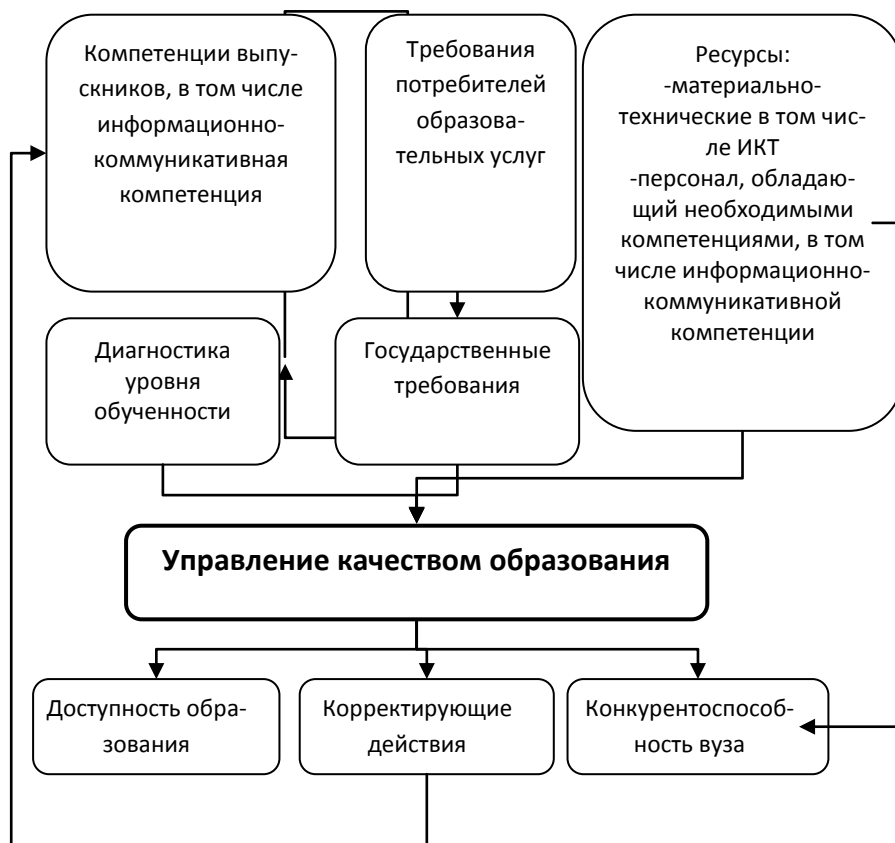 Компетенции выпу-
скников, в том числе
информационно-
коммуникативная
компетенция
Требования
потребителей
образова-
тельных услуг
Ресурсы:
-материально-
технические в том чис-
ле ИКТ
-персонал, обладаю-
щий необходимыми
компетенциями, в том
числе информационно-
коммуникативной
компетенции
Диагностика
уровня
обученности
Государственные
требования
Управление качеством образования
Доступность обра-
зования
Корректирующие
действия
Конкурентоспособ-
ность вуза